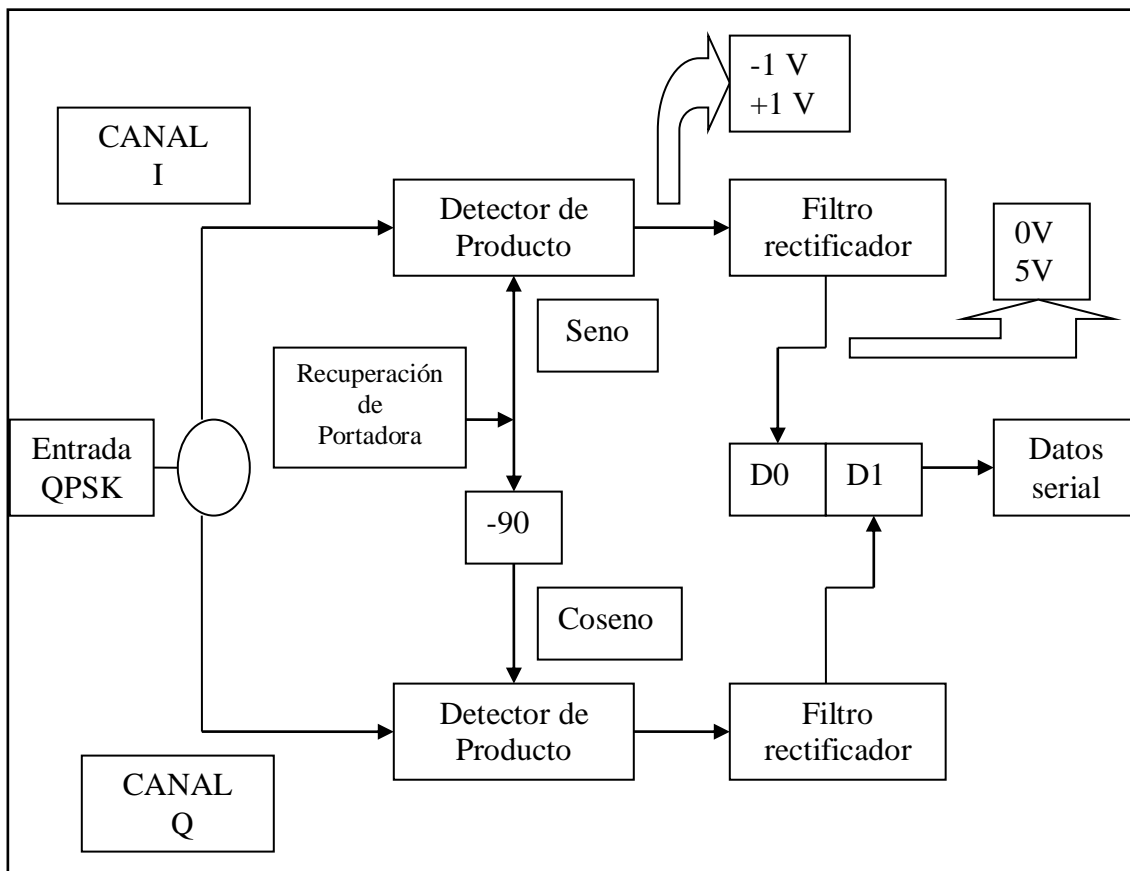 -1 V
+1 V
CANAL
I
Detector de
Producto
Filtro
rectificador
0V
5V
Seno
Recuperación
de
Portadora
Entrada
QPSK
D0
D1
Datos
serial
-90
Coseno
Detector de
Producto
Filtro
rectificador
CANAL
Q